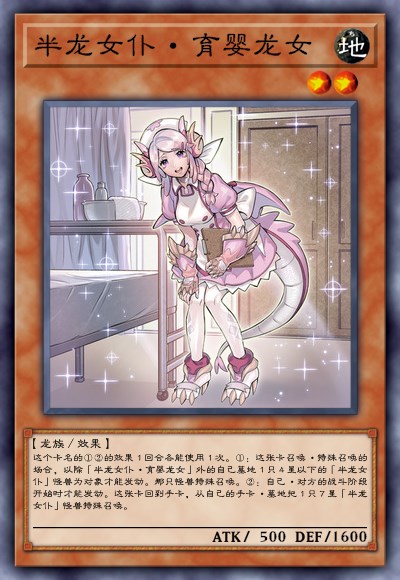 半龙女仆·育婴龙女
地
【龙族／效果】
这个卡名的①②的效果1回合各能使用1次。①：这张卡召唤·特殊召唤的
场合，以除「半龙女仆·育婴龙女」外的自己墓地1只4星以下的「半龙女
仆」怪兽为对象才能发动。那只怪兽特殊召唤。②：自己·对方的战斗阶段
开始时才能发动。这张卡回到手卡，从自己的手卡·墓地把1只7星「半龙女
仆」怪兽特殊召唤。
ATK/ 500 DEF/1600